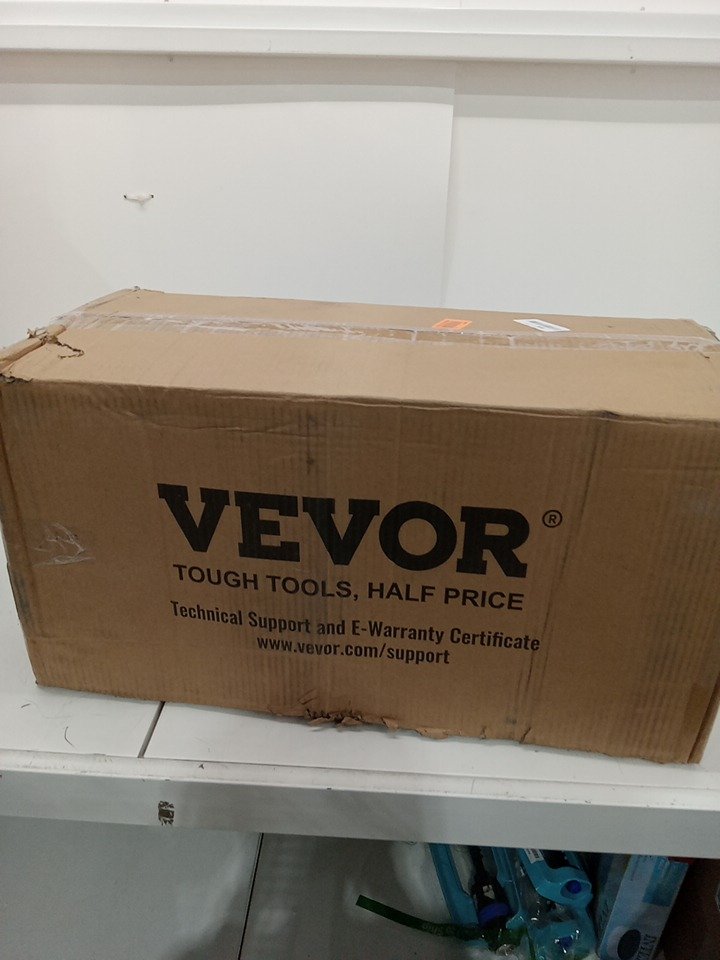 VEVOR®
TOUGH TOOLS, HALF PRICE
Technical Support and E-Warranty Certificate
www.vevor.com/support